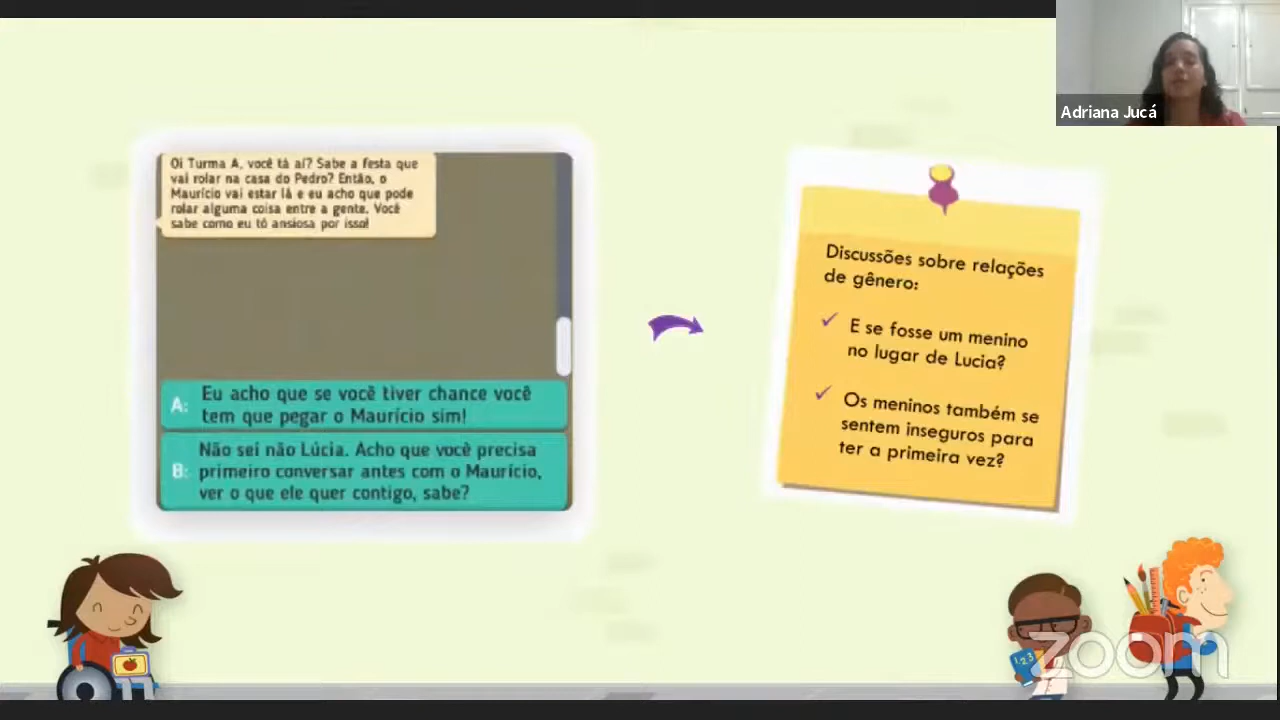 Adriana Jucá
Oi Turma A, você tá aí? Sabe a festa que
vai rolar na casa do Pedro? Então, o
Maurício vai estar lá e eu acho que pode
rolar alguma coisa entre a gente. Você
sabe como eu tô ansiosa por isso!
A: Eu acho que se você tiver chance você
tem que pegar o Maurício sim!
B: Não sei não Lúcia. Acho que você precisa
primeiro conversar antes com o Maurício,
ver o que ele quer contigo, sabe?
Discussões sobre relações
de gênero:
✓ E se fosse um menino
no lugar de Lucia?
✓ Os meninos também se
sentem inseguros para
ter a primeira vez?
123
zoom